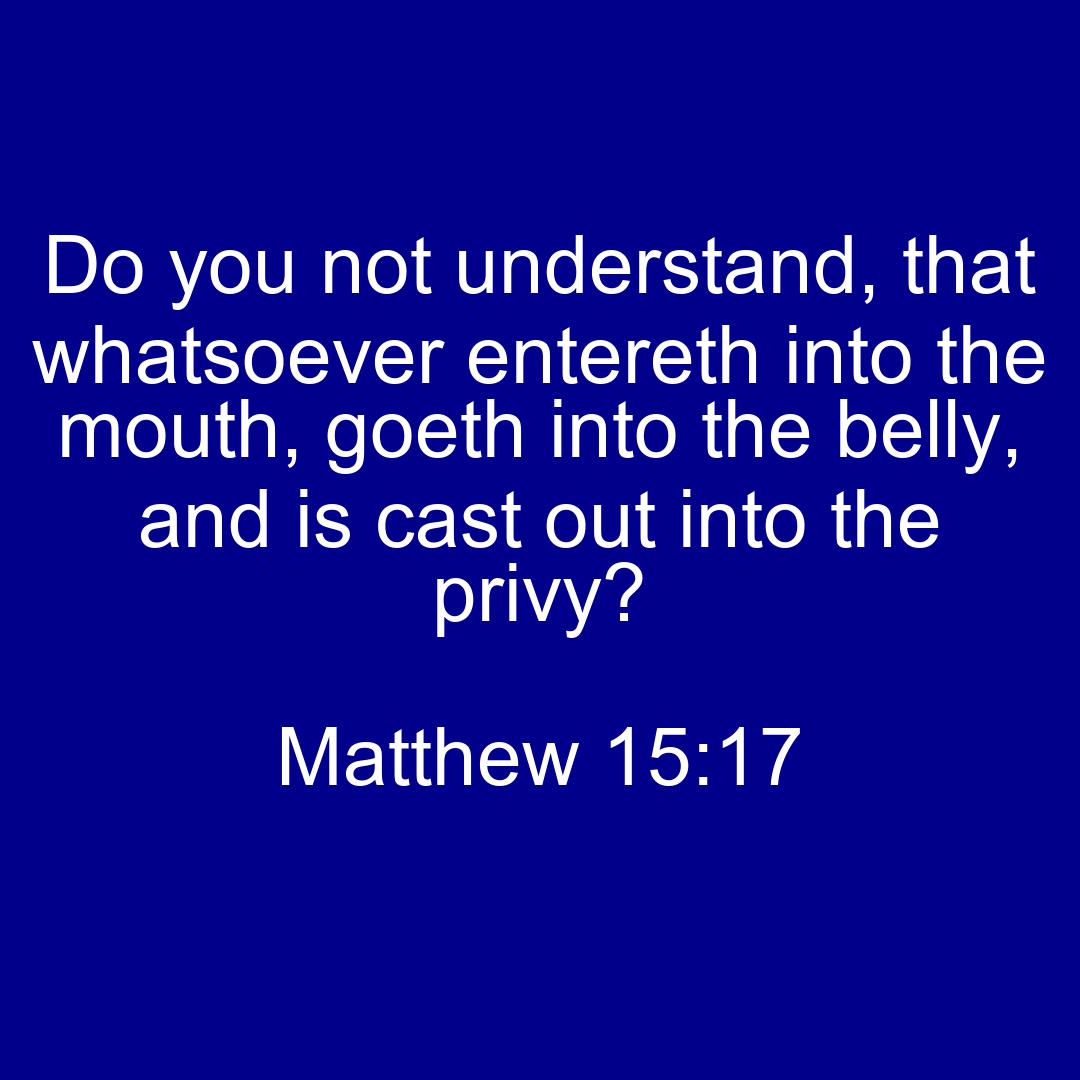 Do you not understand, that
whatsoever entereth into the
mouth, goeth into the belly,
and is cast out into the
privy?
Matthew 15:17